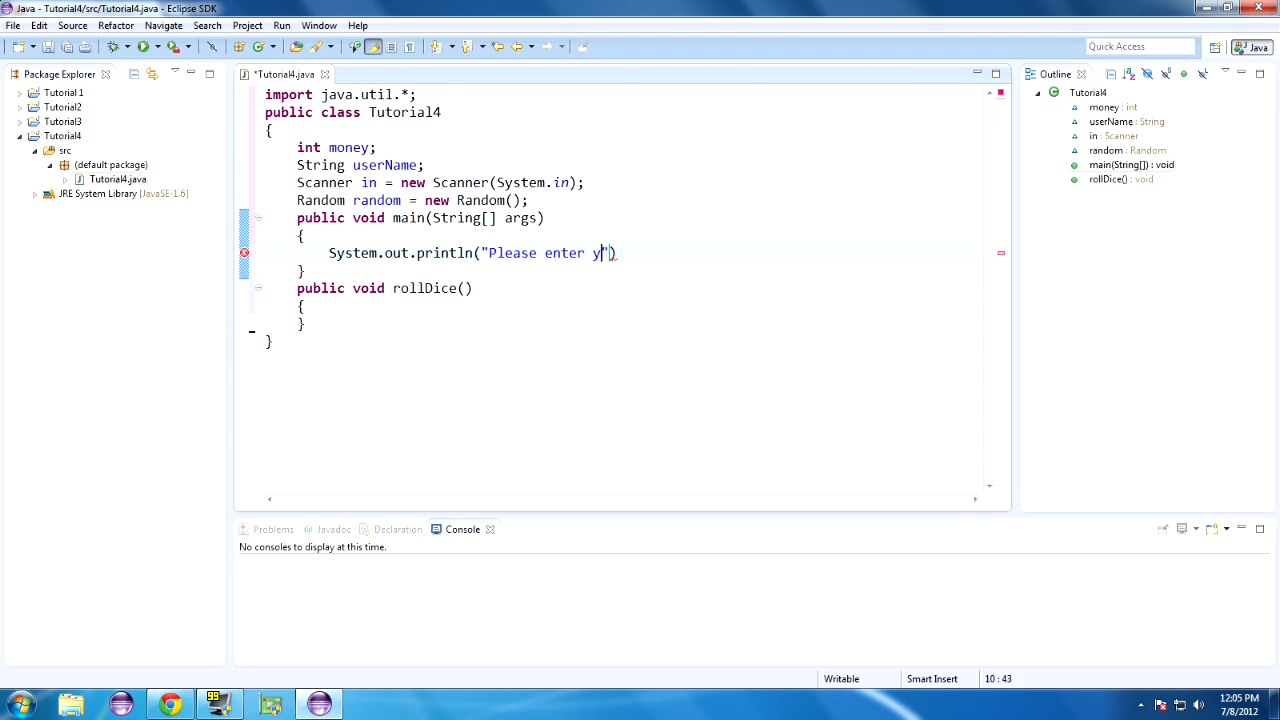 Java - Tutorial4/src/Tutorial4.java - Eclipse SDK
File Edit Source Refactor Navigate Search Project Run Window Help
Quick Access
Java
Package Explorer
Tutorial 1
Tutorial2
Tutorial3
Tutorial4
src
(default package)
Tutorial4.java
JRE System Library [JavaSE-1.6]
*Tutorial4.java
import java.util.*;
public class Tutorial4
{
int money;
String userName;
Scanner in = new Scanner(System.in);
Random random = new Random();
public void main(String[] args)
{
System.out.println("Please enter y")
}
public void rollDice()
{
}
}
Outline
Tutorial4
money : int
userName : String
in : Scanner
random : Random
main(String[]) : void
rollDice() : void
Problems @ Javadoc Declaration Console
No consoles to display at this time.
Writable Smart Insert 10 : 43
99
12:05 PM
7/8/2012